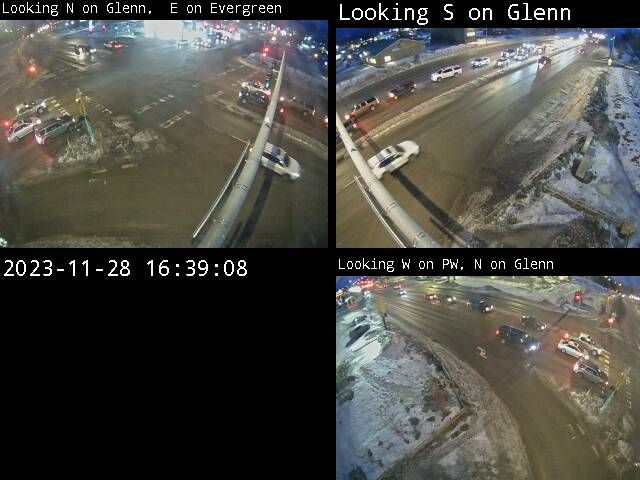 Looking N on Glenn,  E on Evergreen
Looking S on Glenn
2023-11-28 16:39:08
Looking W on PW, N on Glenn